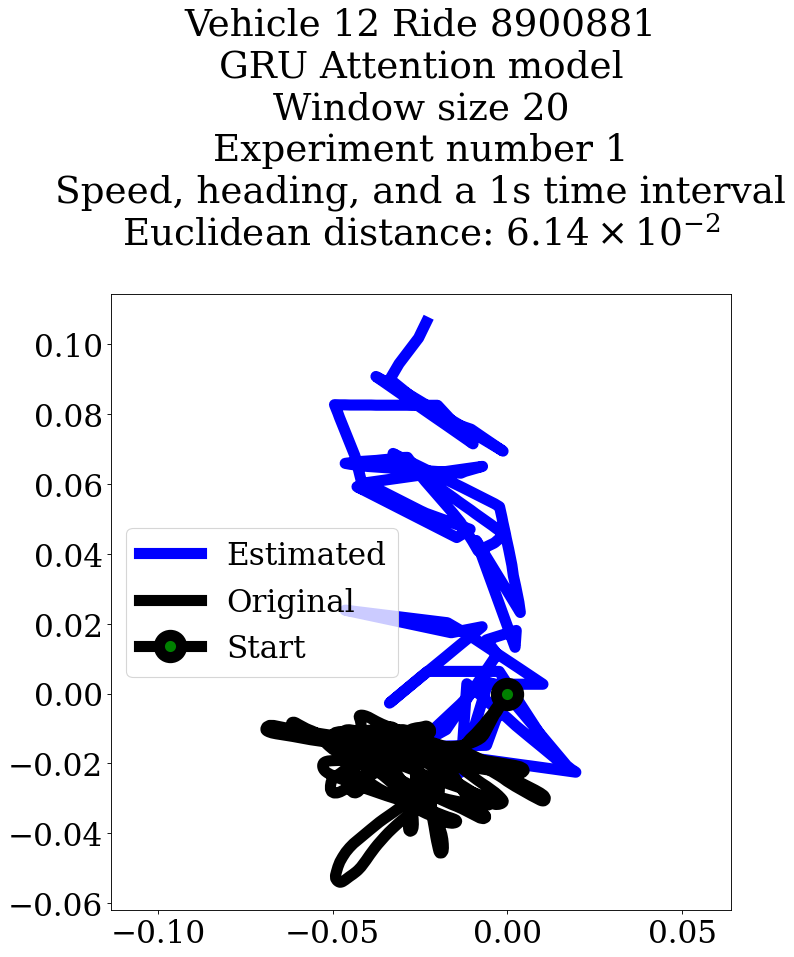 Vehicle 12 Ride 8900881
GRU Attention model
Window size 20
Experiment number 1
Speed, heading, and a 1s time interval
Euclidean distance: 6.14 × 10⁻²
0.10
0.08
0.06
0.04
0.02
0.00
−0.02
−0.04
−0.06
Estimated
Original
Start
−0.10
−0.05
0.00
0.05